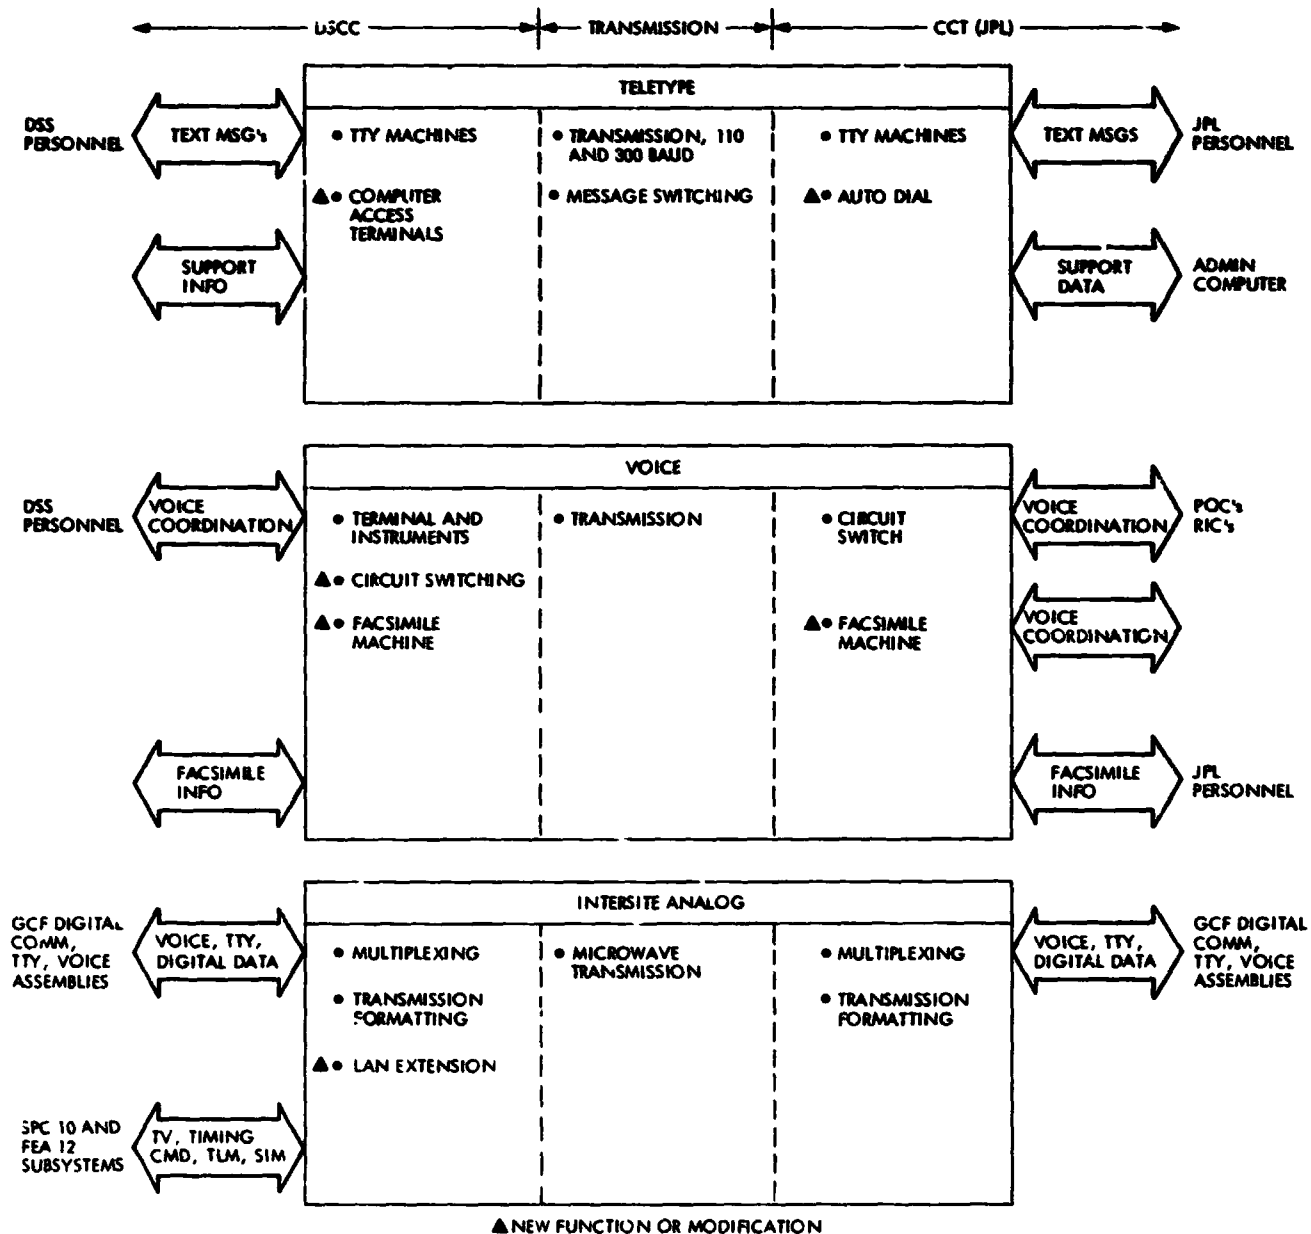 DSCC TRANSMISSION CCT (JPL)
TELETYPE
DSS PERSONNEL
TEXT MSG's
• TTY MACHINES
▲• COMPUTER
ACCESS
TERMINALS
• TRANSMISSION, 110
AND 300 BAUD
• MESSAGE SWITCHING
• TTY MACHINES
▲• AUTO DIAL
TEXT MSGS
JPL
PERSONNEL
SUPPORT
INFO
SUPPORT
DATA
ADMIN
COMPUTER
VOICE
DSS
PERSONNEL
VOICE
COORDINATION
• TERMINAL AND
INSTRUMENTS
▲• CIRCUIT SWITCHING
▲• FACSIMILE
MACHINE
• TRANSMISSION
• CIRCUIT
SWITCH
▲• FACSIMILE
MACHINE
VOICE
COORDINATION
POC's
RIC's
VOICE
COORDINATION
FACSIMILE
INFO
FACSIMILE
INFO
JPL
PERSONNEL
INTERSITE ANALOG
GCF DIGITAL
COMM,
TTY, VOICE
ASSEMBLIES
VOICE, TTY,
DIGITAL DATA
• MULTIPLEXING
• TRANSMISSION
FORMATTING
▲• LAN EXTENSION
• MICROWAVE
TRANSMISSION
• MULTIPLEXING
• TRANSMISSION
FORMATTING
VOICE, TTY,
DIGITAL DATA
GCF DIGITAL
COMM,
TTY, VOICE
ASSEMBLIES
SPC 10 AND
FEA 12
SUBSYSTEMS
TV, TIMING
CMD, TLM, SIM
▲ NEW FUNCTION OR MODIFICATION